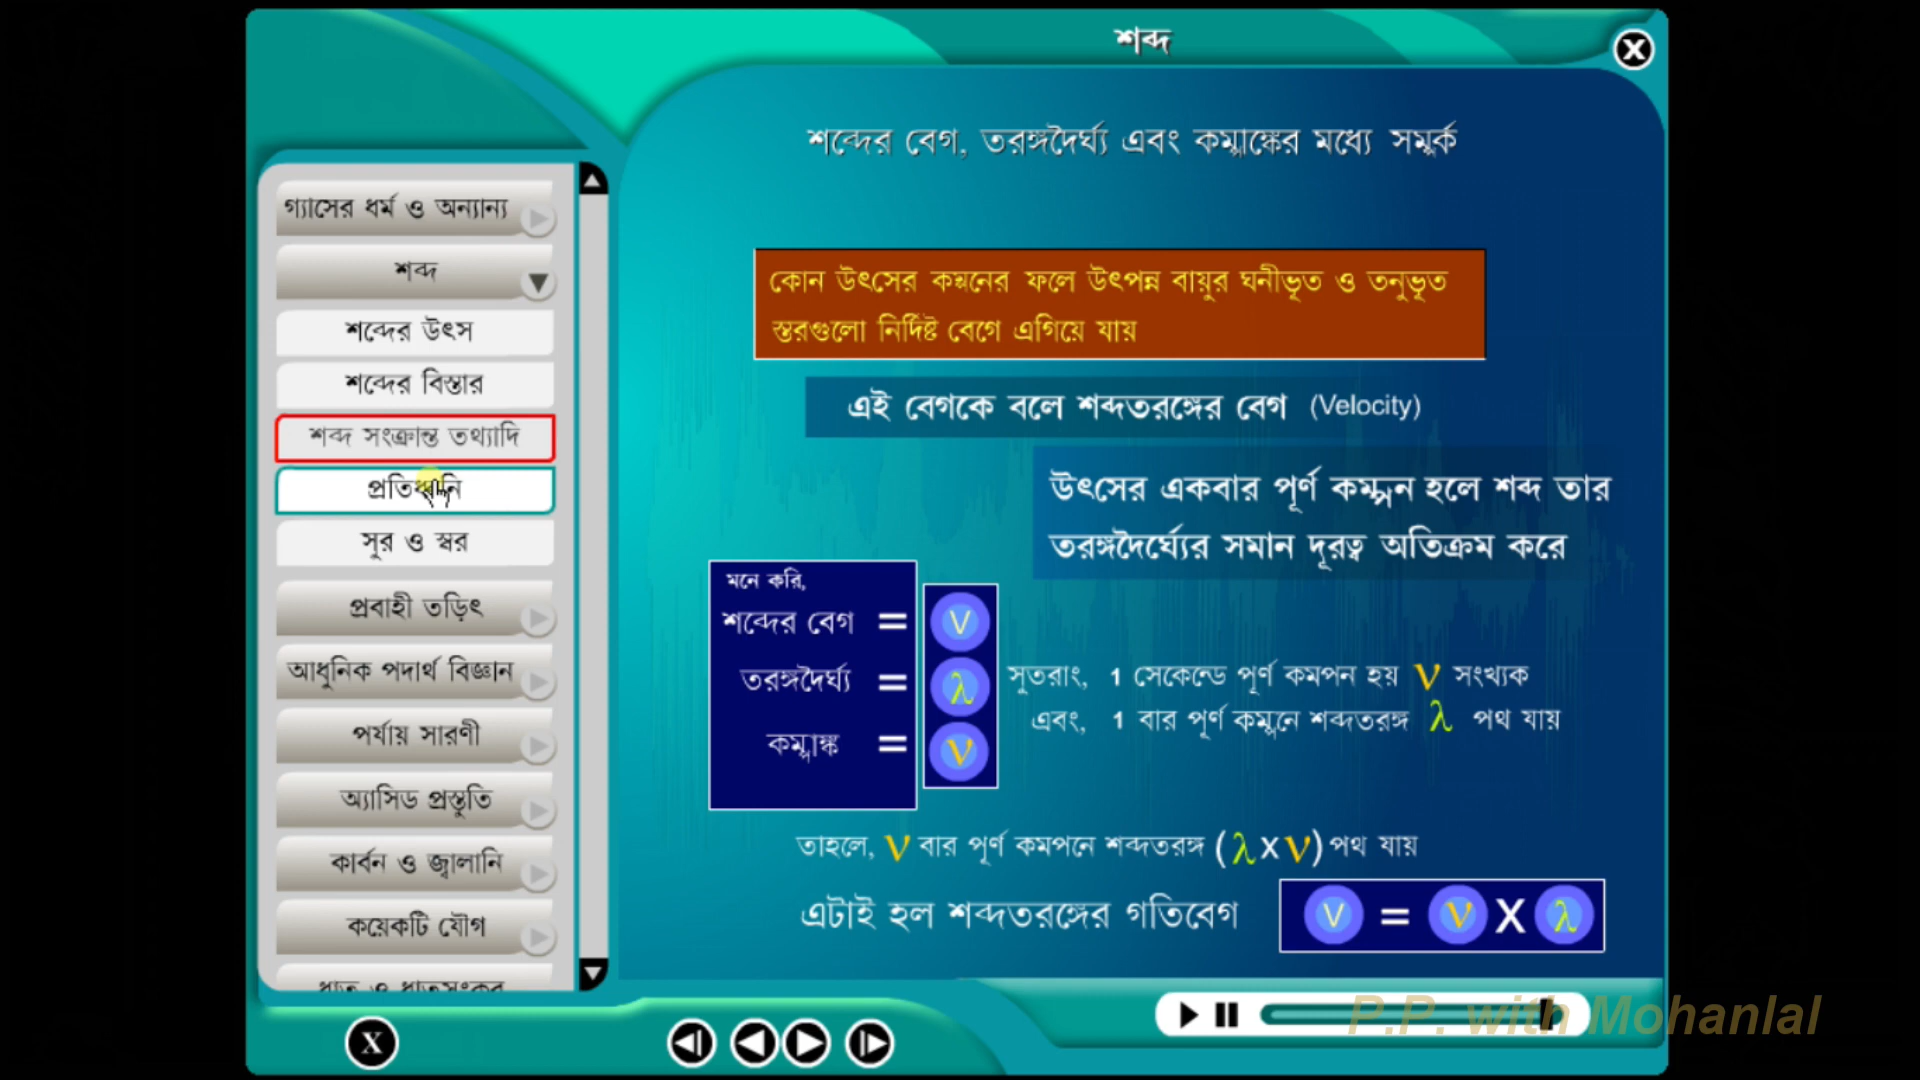 শব্দ
শব্দের বেগ, তরঙ্গদৈর্ঘ্য এবং কম্পাঙ্কের মধ্যে সম্পর্ক
গ্যাসের ধর্ম ও অন্যান্য
শব্দ
শব্দের উৎস
শব্দের বিস্তার
শব্দ সংক্রান্ত তথ্যাদি
প্রতিধ্বনি
সুর ও স্বর
প্রবাহী তড়িৎ
আধুনিক পদার্থ বিজ্ঞান
পর্যায় সারণী
অ্যাসিড প্রস্তুতি
কার্বন ও জ্বালানি
কয়েকটি যৌগ
ধাতু ও ধাতুসংকর
কোন উৎসের কম্পনের ফলে উৎপন্ন বায়ুর ঘনীভূত ও তনুভূত
স্তরগুলো নির্দিষ্ট বেগে এগিয়ে যায়
এই বেগকে বলে শব্দতরঙ্গের বেগ (Velocity)
উৎসের একবার পূর্ণ কম্পন হলে শব্দ তার
তরঙ্গদৈর্ঘ্যের সমান দূরত্ব অতিক্রম করে
মনে করি,
শব্দের বেগ = V
তরঙ্গদৈর্ঘ্য = λ
কম্পাঙ্ক = ν
সুতরাং, 1 সেকেন্ডে পূর্ণ কমপন হয় ν সংখ্যক
এবং, 1 বার পূর্ণ কম্পনে শব্দতরঙ্গ λ পথ যায়
তাহলে, ν বার পূর্ণ কমপনে শব্দতরঙ্গ (λxν) পথ যায়
এটাই হল শব্দতরঙ্গের গতিবেগ V = ν X λ
P.P. with Mohanlal